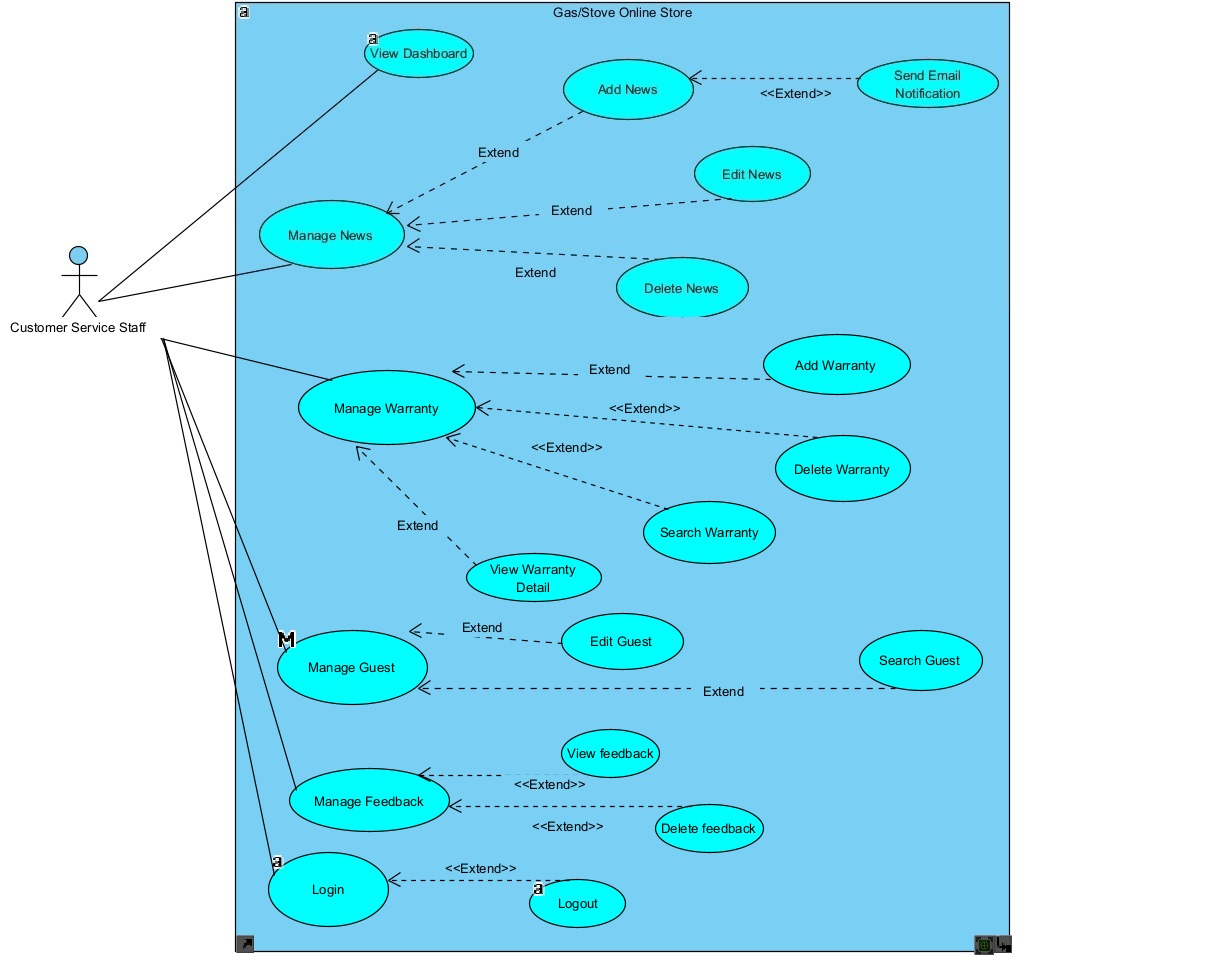 a
Gas/Stove Online Store
a
View Dashboard
Add News
Send Email
Notification
<<Extend>>
Extend
Edit News
Extend
Manage News
Extend
Delete News
Customer Service Staff
Extend
Add Warranty
<<Extend>>
Manage Warranty
<<Extend>>
Delete Warranty
Search Warranty
Extend
View Warranty
Detail
Extend
M
Edit Guest
Manage Guest
Search Guest
Extend
View feedback
<<Extend>>
Manage Feedback
<<Extend>>
Delete feedback
a
<<Extend>>
Login
a
Logout